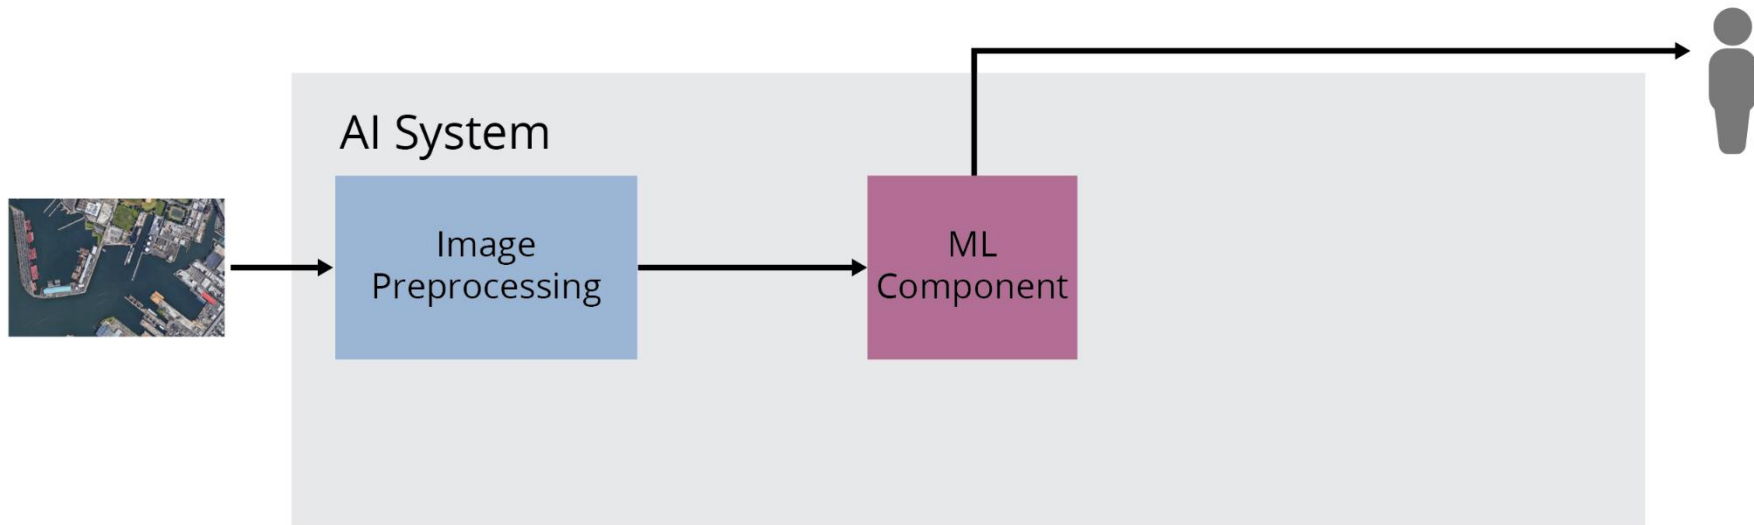 AI System
Image
Preprocessing
ML
Component